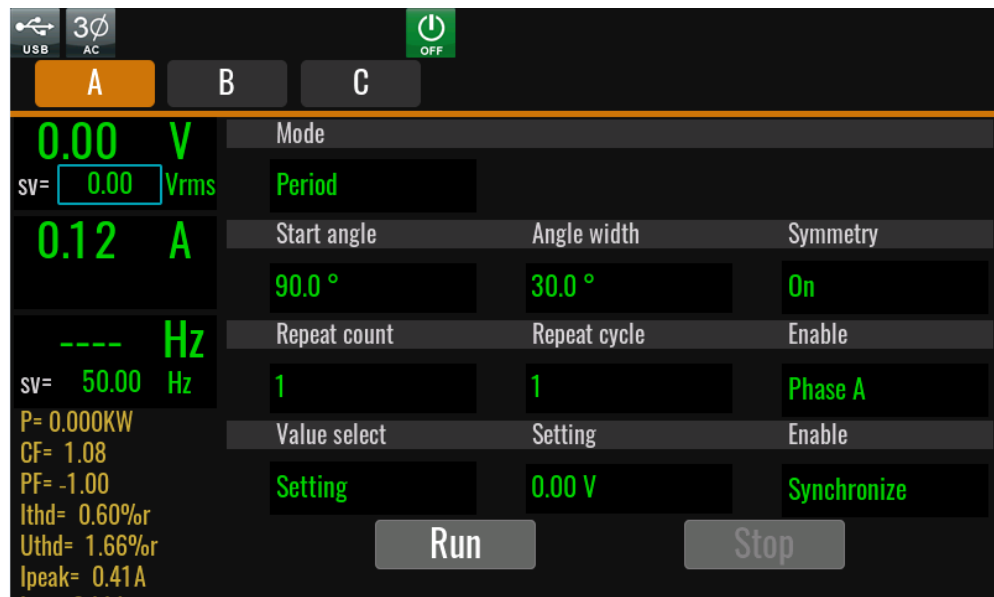 USB
3Ø
AC
OFF
A B C
0.00 V
sv= 0.00 Vrms
0.12 A
---- Hz
sv= 50.00 Hz
P= 0.000KW
CF= 1.08
PF= -1.00
Ithd= 0.60%r
Uthd= 1.66%r
Ipeak= 0.41A
Mode
Period
Start angle Angle width Symmetry
90.0 ° 30.0 ° On
Repeat count Repeat cycle Enable
1 1 Phase A
Value select Setting Enable
Setting 0.00 V Synchronize
Run Stop